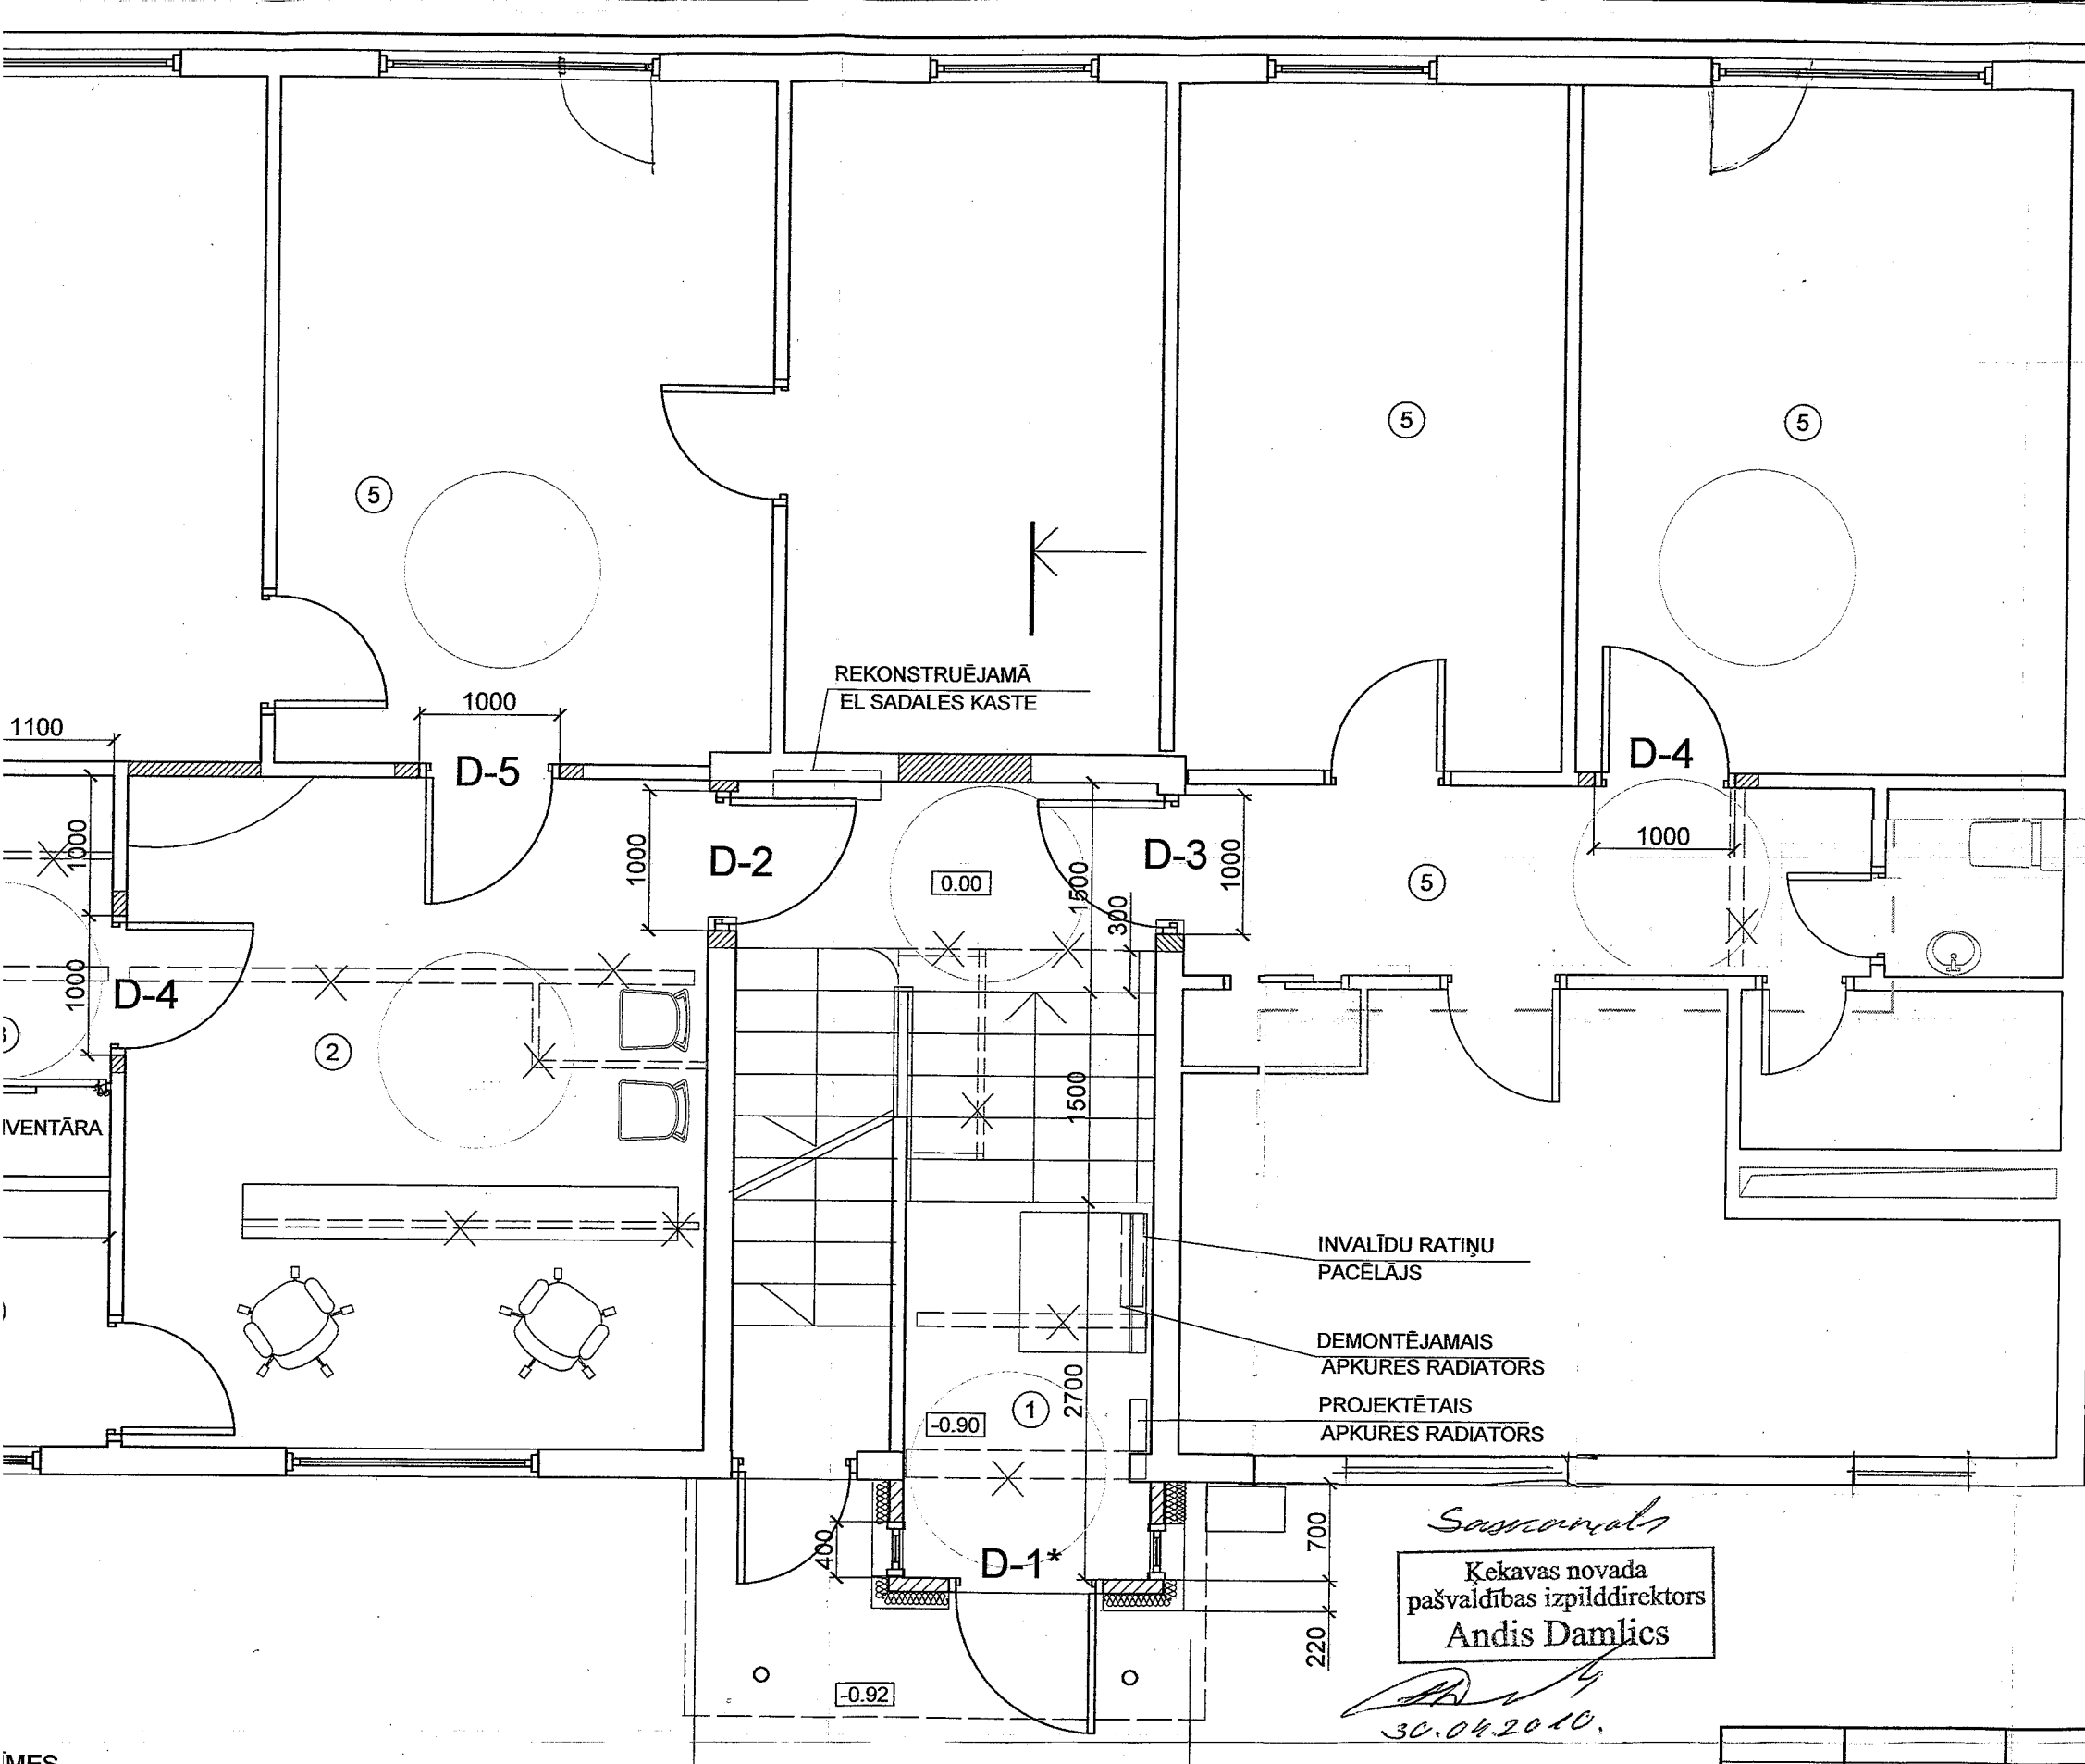 5
5
5
REKONSTRUĒJAMĀ
EL SADALES KASTE
1000
1100
D-5
D-4
1000
1000
D-2
D-3
1000
1000
0.00
1500
300
5
1000
D-4
2
1500
IVENTĀRA
INVALĪDU RATIŅU
PACĒLĀJS
DEMONTĒJAMAIS
APKURES RADIATORS
PROJEKTĒTAIS
APKURES RADIATORS
2700
1
-0.90
400
D-1*
700
220
-0.92
Ķekavas novada
pašvaldības izpilddirektors
Andis Damlics
30.04.2010.